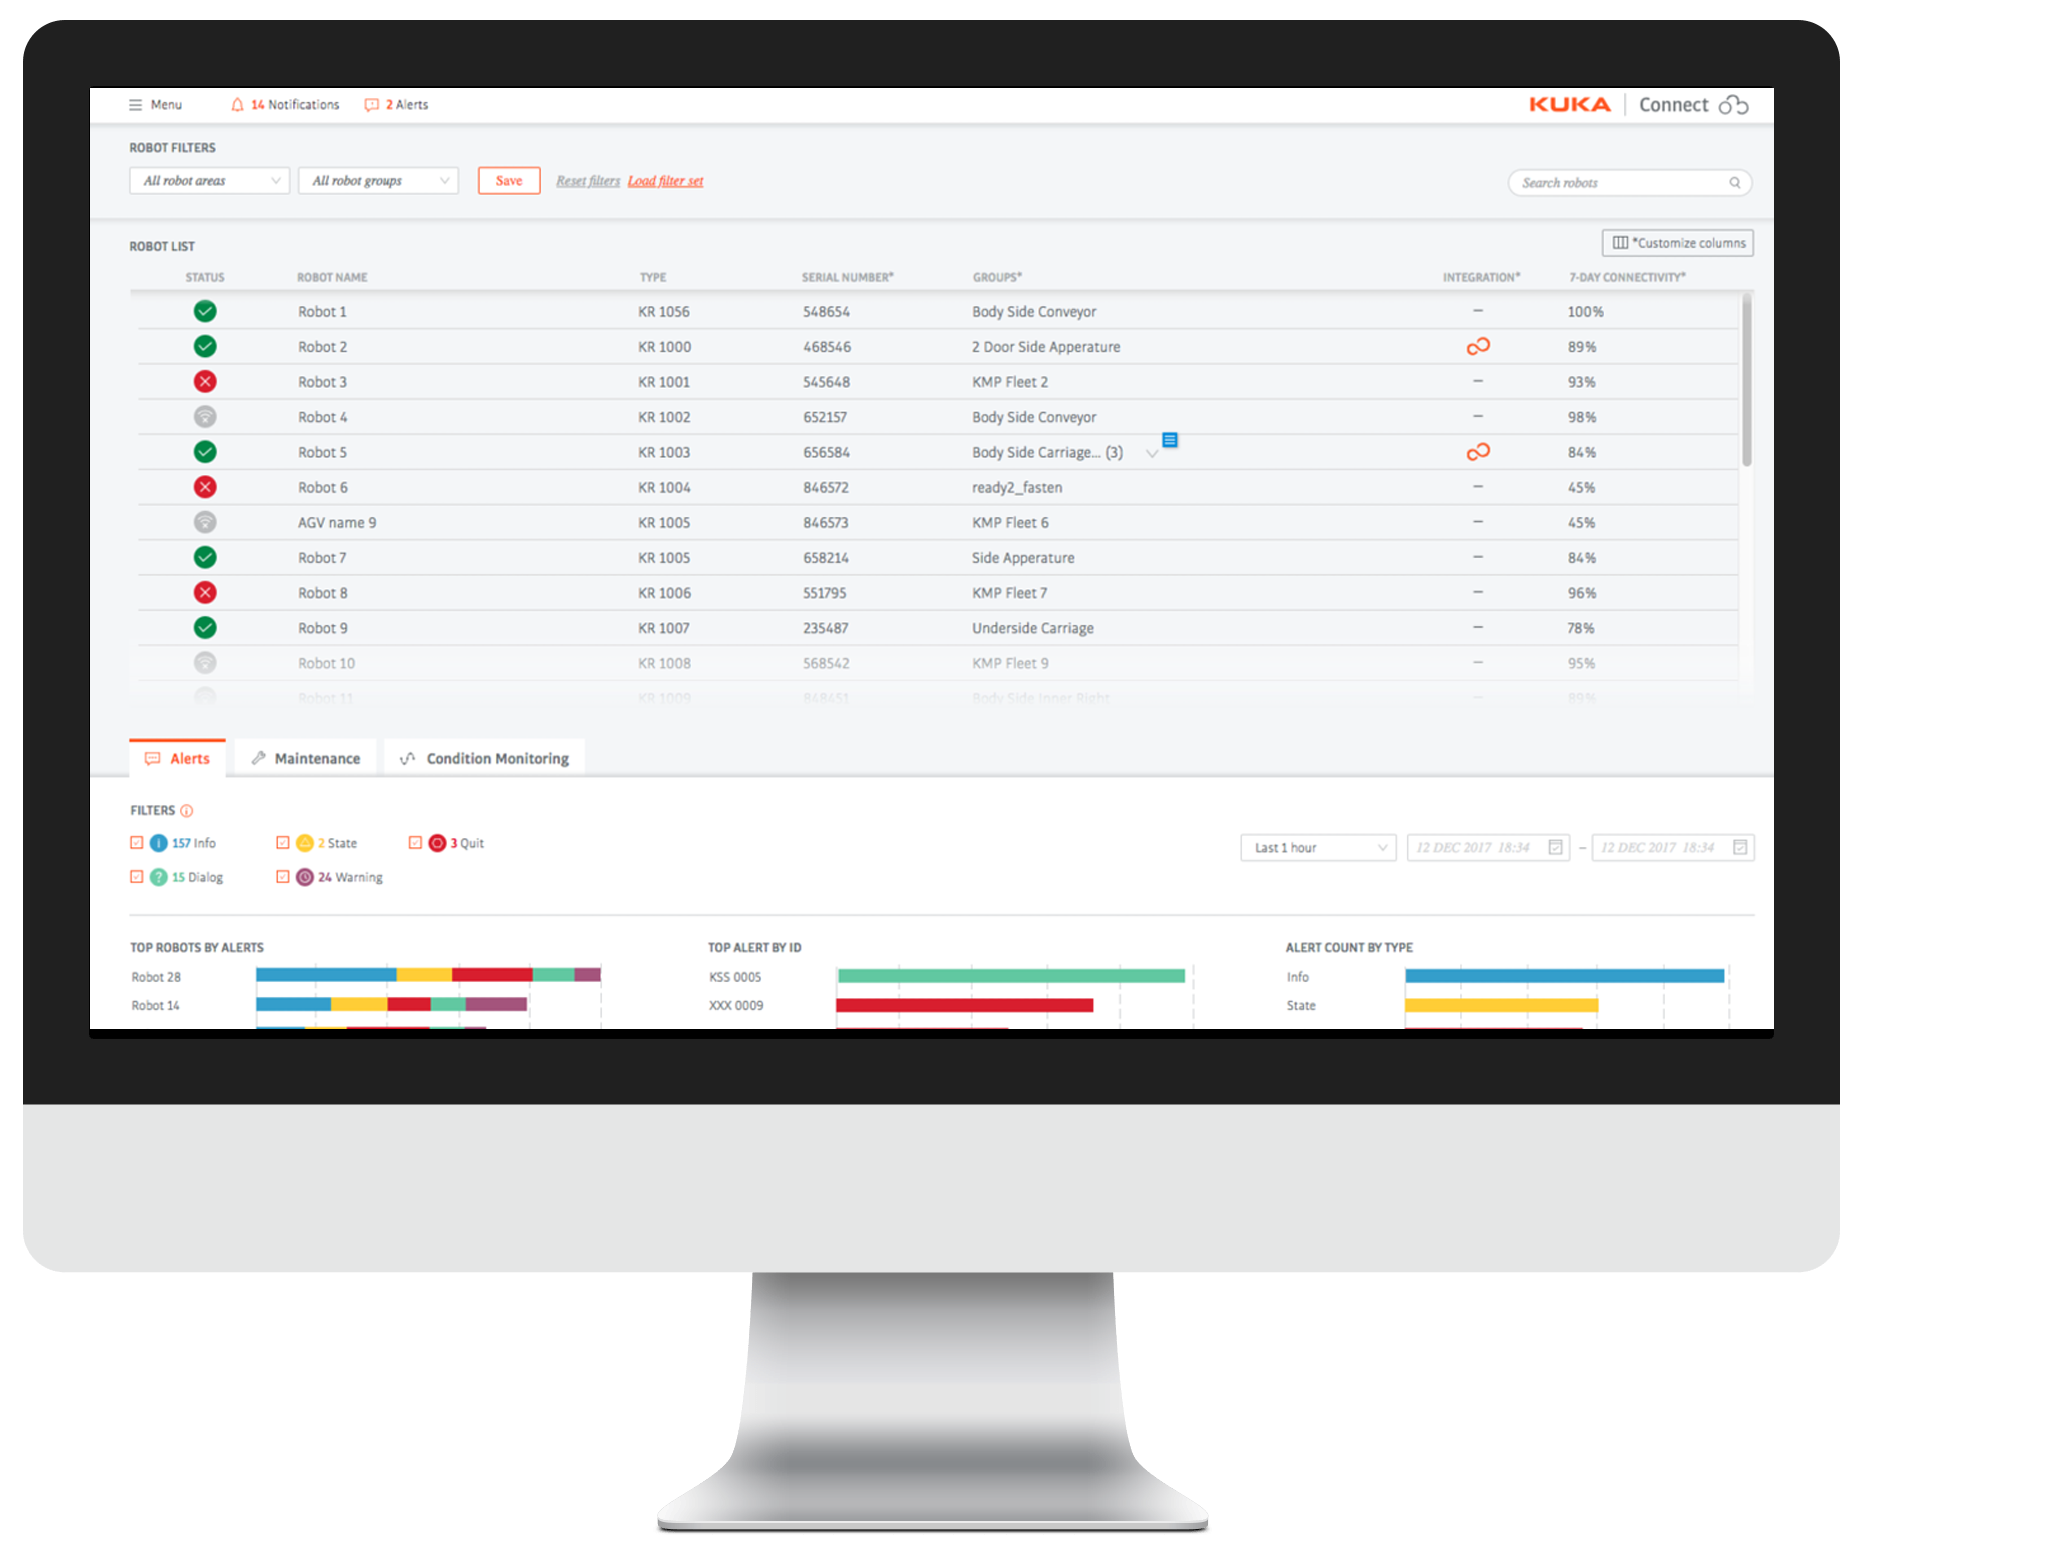 Menu 14 Notifications 2 Alerts KUKA Connect
ROBOT FILTERS
All robot areas All robot groups Save Reset filters Load filter set Search robots
ROBOT LIST *Customize columns
STATUS ROBOT NAME TYPE SERIAL NUMBER* GROUPS* INTEGRATION* 7-DAY CONNECTIVITY*
Robot 1 KR 1056 548654 Body Side Conveyor – 100%
Robot 2 KR 1000 468546 2 Door Side Apperature 89%
Robot 3 KR 1001 545648 KMP Fleet 2 – 93%
Robot 4 KR 1002 652157 Body Side Conveyor – 98%
Robot 5 KR 1003 656584 Body Side Carriage... (3) 84%
Robot 6 KR 1004 846572 ready2_fasten – 45%
AGV name 9 KR 1005 846573 KMP Fleet 6 – 45%
Robot 7 KR 1005 658214 Side Apperature – 84%
Robot 8 KR 1006 551795 KMP Fleet 7 – 96%
Robot 9 KR 1007 235487 Underside Carriage – 78%
Robot 10 KR 1008 568542 KMP Fleet 9 – 95%
Robot 11 KR 1009 848451 Body Side Inner Right – 89%
Alerts Maintenance Condition Monitoring
FILTERS
157 Info 2 State 3 Quit Last 1 hour 12 DEC 2017 18:34 – 12 DEC 2017 18:34
15 Dialog 24 Warning
TOP ROBOTS BY ALERTS TOP ALERT BY ID ALERT COUNT BY TYPE
Robot 28 KSS 0005 Info
Robot 14 XXX 0009 State